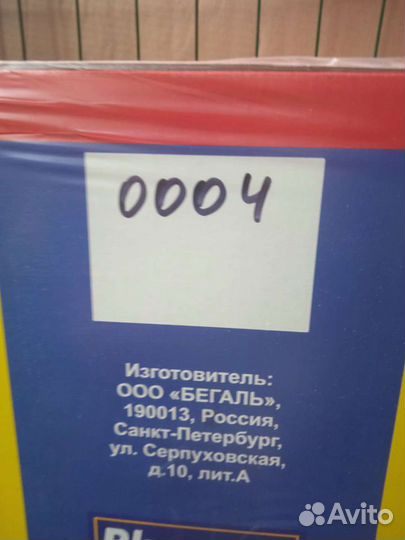 0004
Изготовитель:
ООО «БЕГАЛЬ»,
190013, Россия,
Санкт-Петербург,
ул. Серпуховская,
д.10, лит.А
Avito